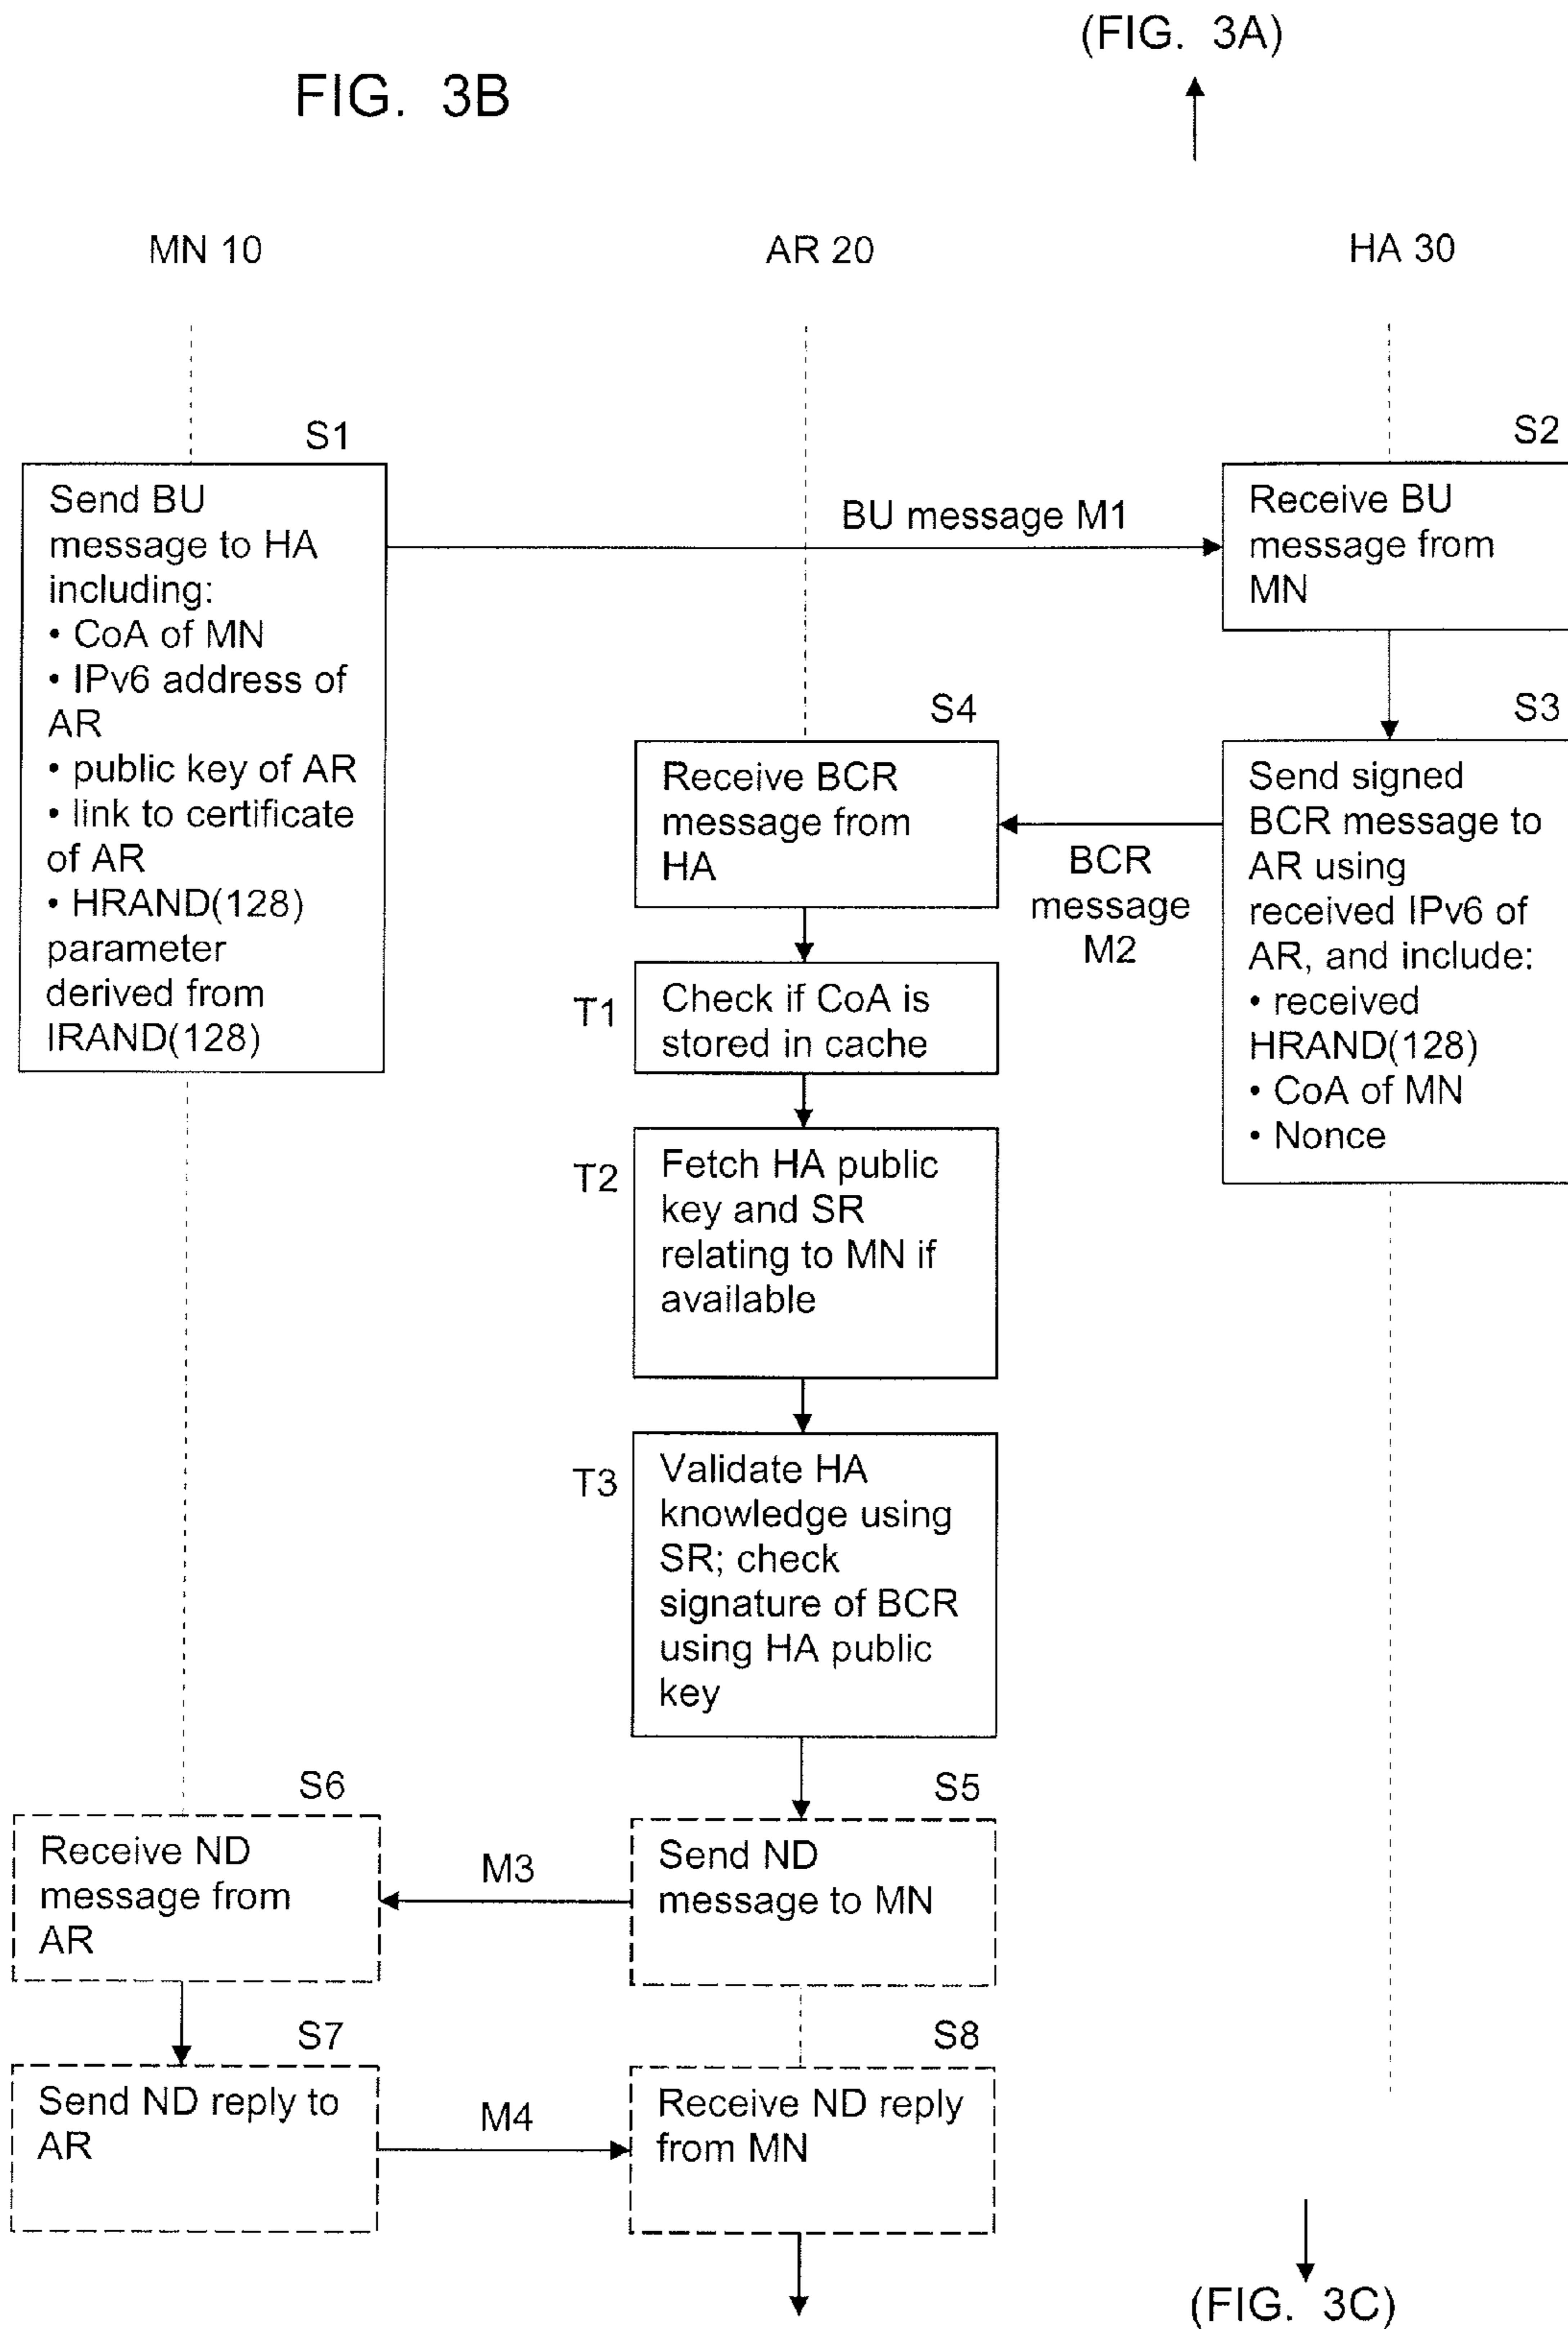 (FIG. 3A)
FIG. 3B
MN 10
AR 20
HA 30
S1
Send BU
message to HA
including:
• CoA of MN
• IPv6 address of
AR
• public key of AR
• link to certificate
of AR
• HRAND(128)
parameter
derived from
IRAND(128)
BU message M1
S2
Receive BU
message from
MN
S3
Send signed
BCR message to
AR using
received IPv6 of
AR, and include:
• received
HRAND(128)
• CoA of MN
• Nonce
BCR
message
M2
S4
Receive BCR
message from
HA
T1
Check if CoA is
stored in cache
T2
Fetch HA public
key and SR
relating to MN if
available
T3
Validate HA
knowledge using
SR; check
signature of BCR
using HA public
key
S5
Send ND
message to MN
M3
S6
Receive ND
message from
AR
S7
Send ND reply to
AR
M4
S8
Receive ND reply
from MN
(FIG. 3C)